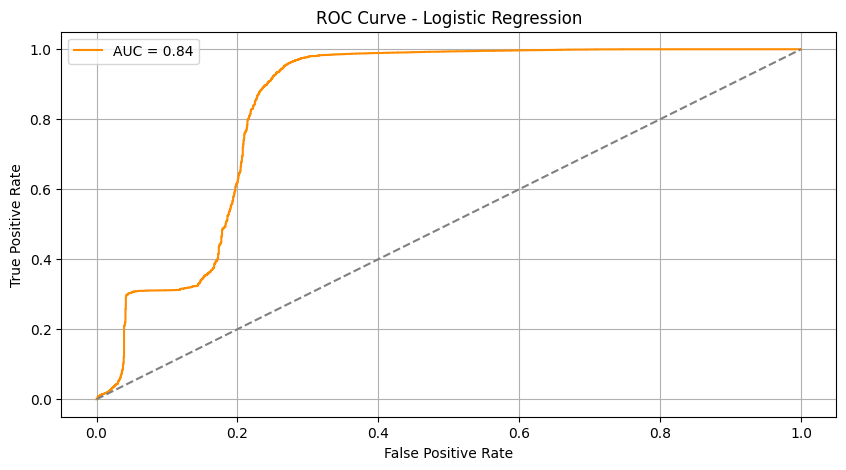 ROC Curve - Logistic Regression
AUC = 0.84
True Positive Rate
1.0
0.8
0.6
0.4
0.2
0.0
0.0 0.2 0.4 0.6 0.8 1.0
False Positive Rate